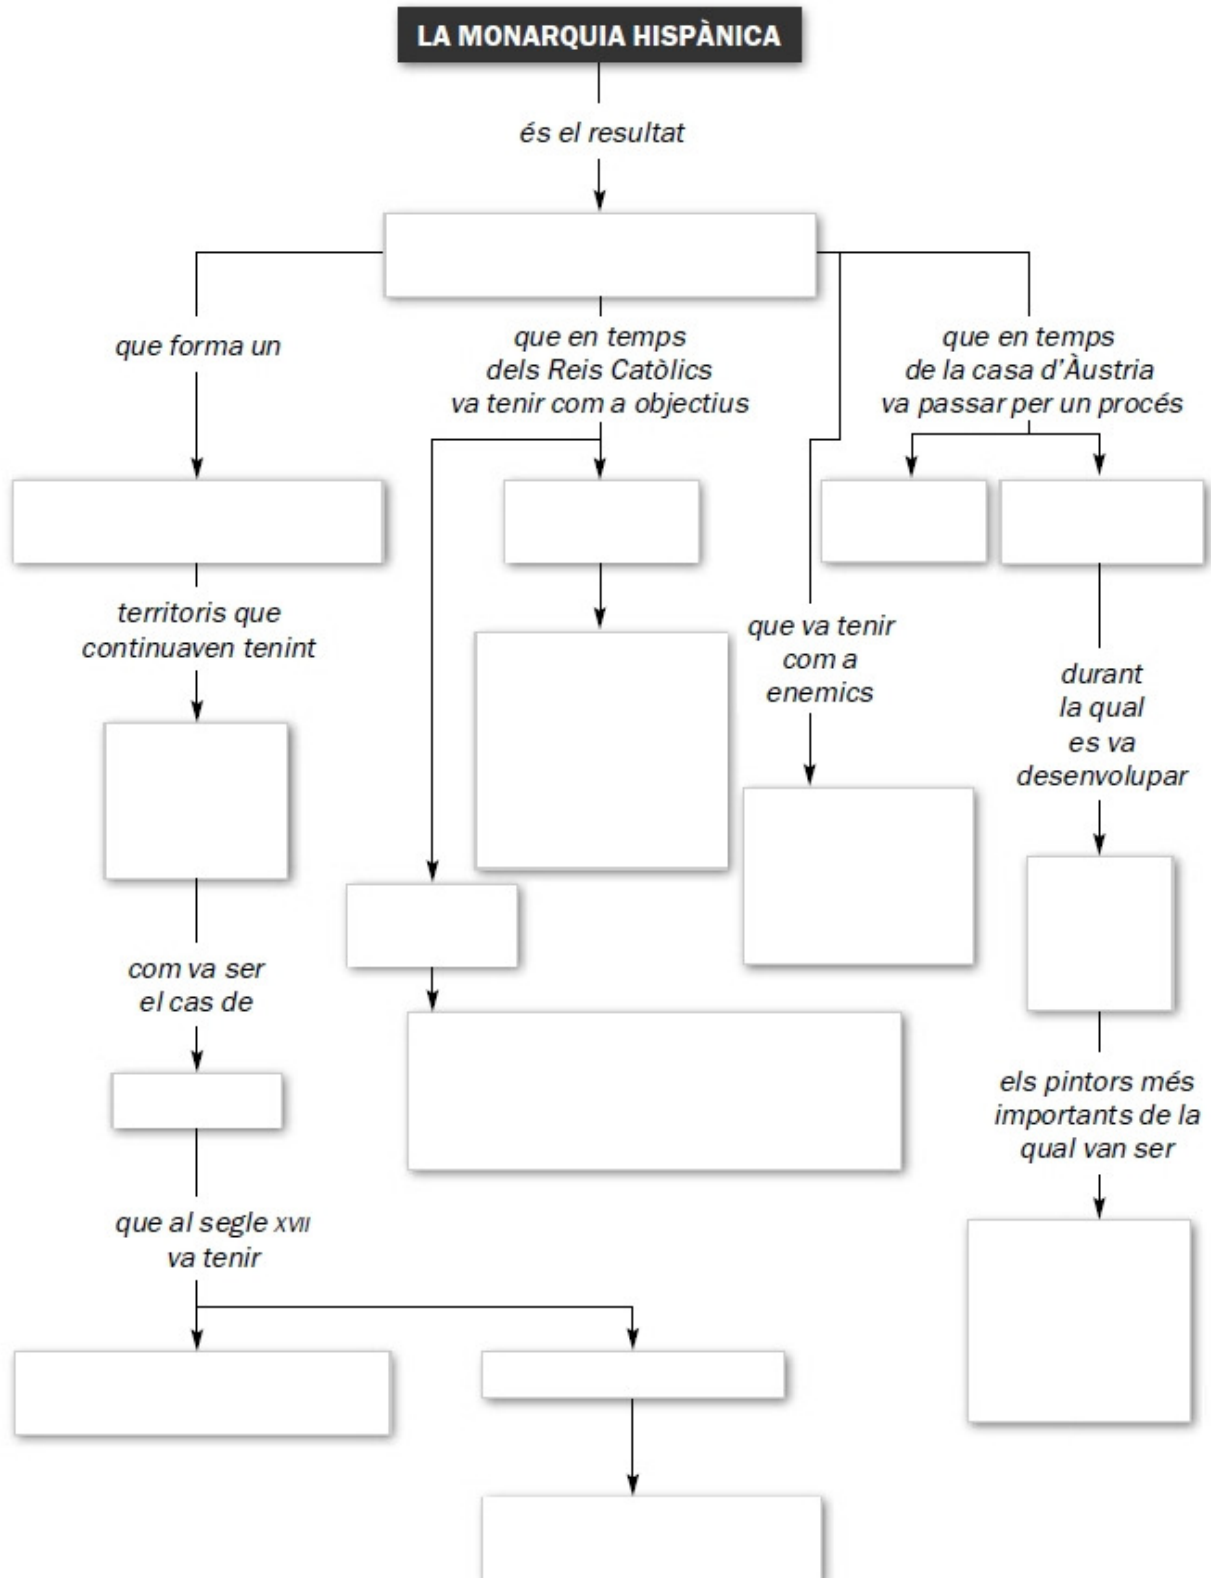 LA MONARQUIA HISPÀNICA
és el resultat
que forma un
que en temps
dels Reis Catòlics
va tenir com a objectius
que en temps
de la casa d'Àustria
va passar per un procés
territoris que
continuaven tenint
que va tenir
com a
enemics
durant
la qual
es va
desenvolupar
com va ser
el cas de
els pintors més
importants de la
qual van ser
que al segle XVII
va tenir